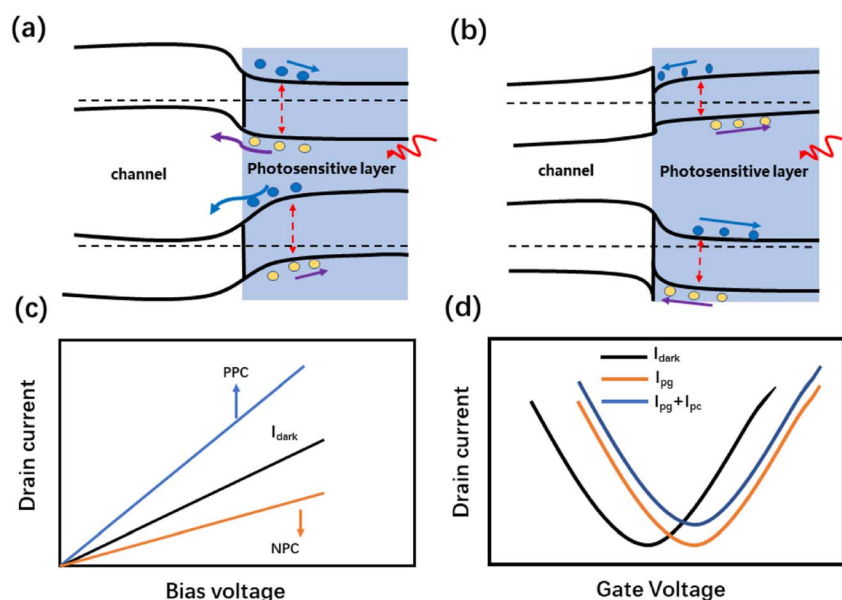 (a)
(b)
channel
Photosensitive layer
channel
Photosensitive layer
(c)
(d)
PPC
I_dark
NPC
Drain current
Bias voltage
I_dark
I_pg
I_pg+I_pc
Drain current
Gate Voltage